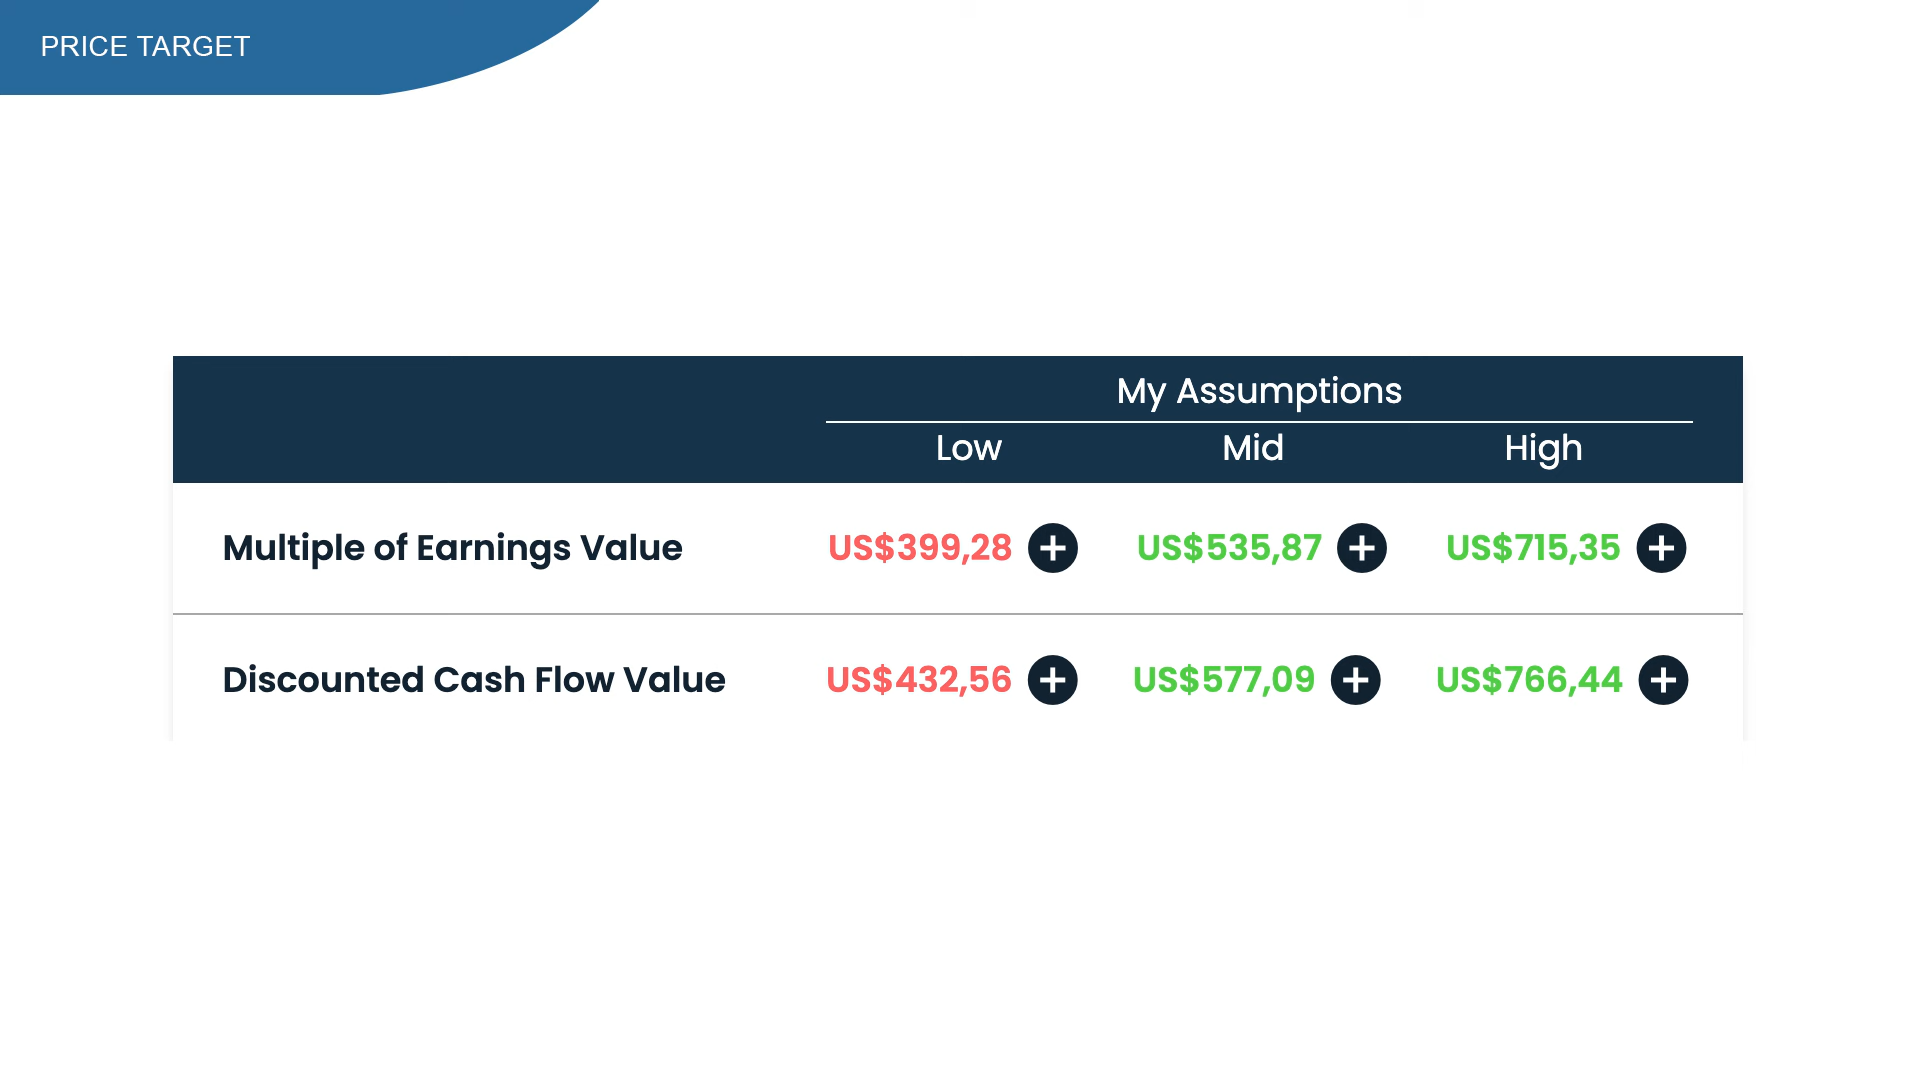 PRICE TARGET
My Assumptions
Low Mid High
Multiple of Earnings Value US$399,28 US$535,87 US$715,35
Discounted Cash Flow Value US$432,56 US$577,09 US$766,44